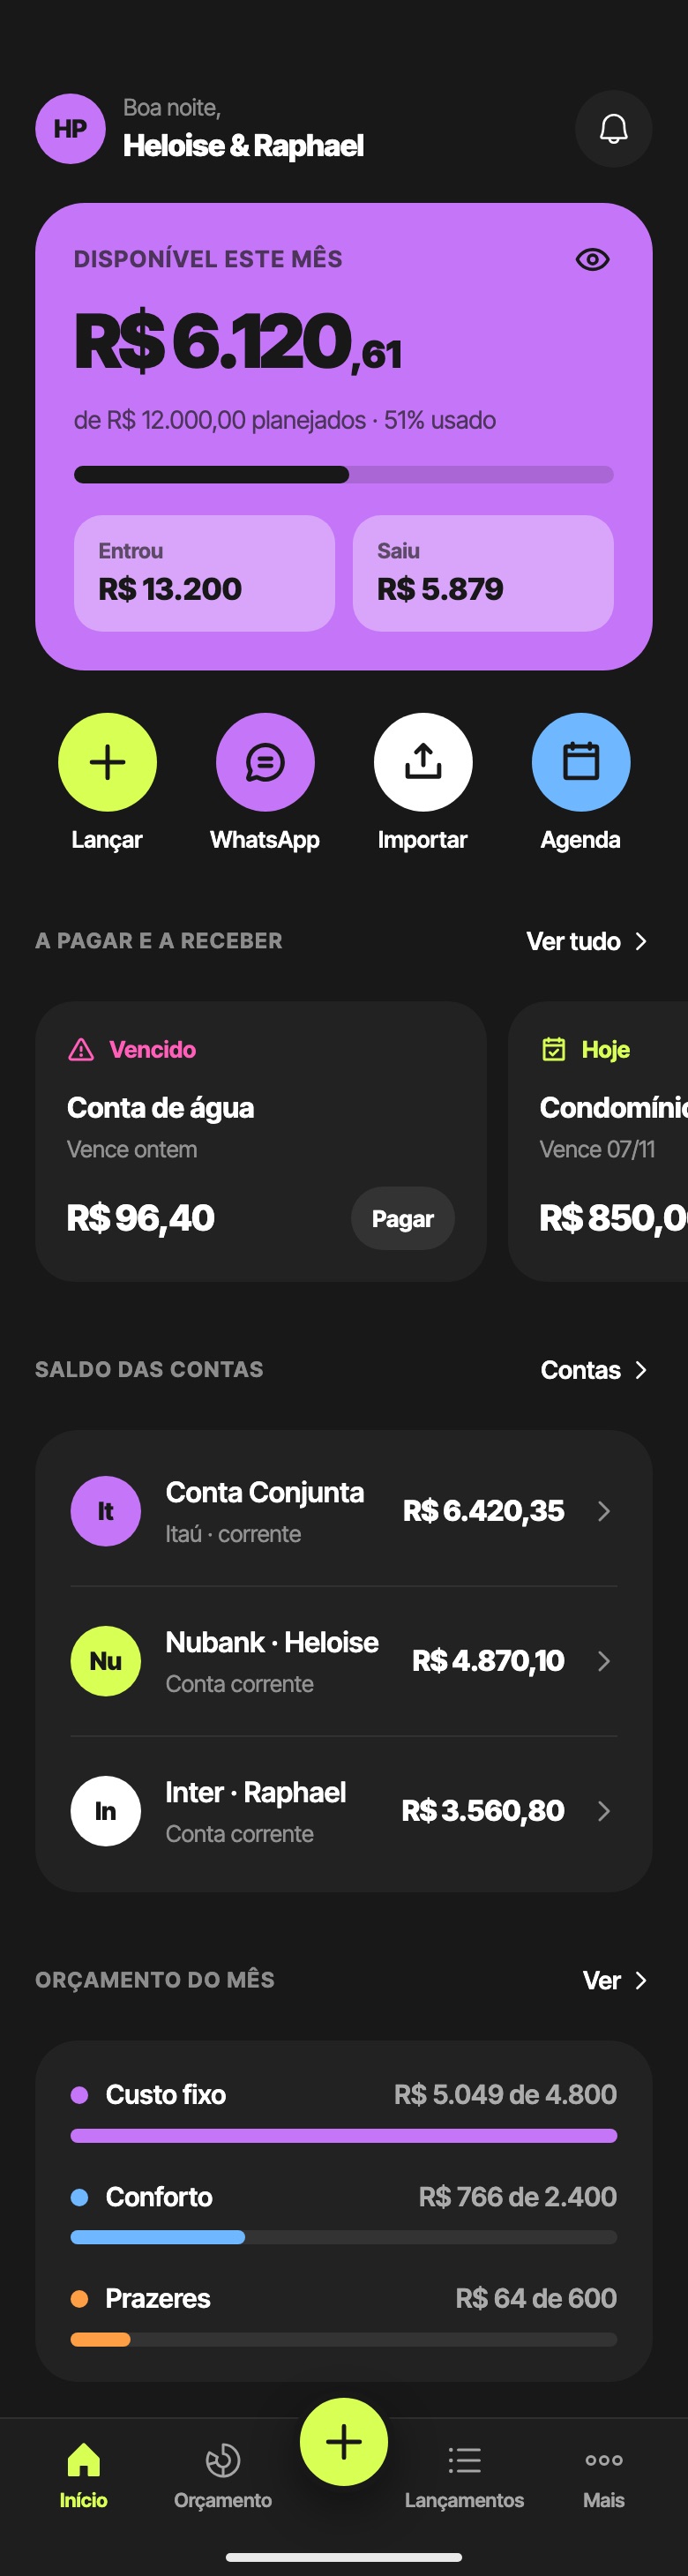 HP
Boa noite,
Heloise & Raphael
DISPONÍVEL ESTE MÊS
R$ 6.120,61
de R$ 12.000,00 planejados · 51% usado
Entrou
R$ 13.200
Saiu
R$ 5.879
Lançar
WhatsApp
Importar
Agenda
A PAGAR E A RECEBER
Ver tudo
Vencido
Conta de água
Vence ontem
R$ 96,40
Pagar
Hoje
Condomínio
Vence 07/11
R$ 850,0
SALDO DAS CONTAS
Contas
It
Conta Conjunta
Itaú · corrente
R$ 6.420,35
Nu
Nubank · Heloise
Conta corrente
R$ 4.870,10
In
Inter · Raphael
Conta corrente
R$ 3.560,80
ORÇAMENTO DO MÊS
Ver
Custo fixo
R$ 5.049 de 4.800
Conforto
R$ 766 de 2.400
Prazeres
R$ 64 de 600
Início
Orçamento
Lançamentos
Mais